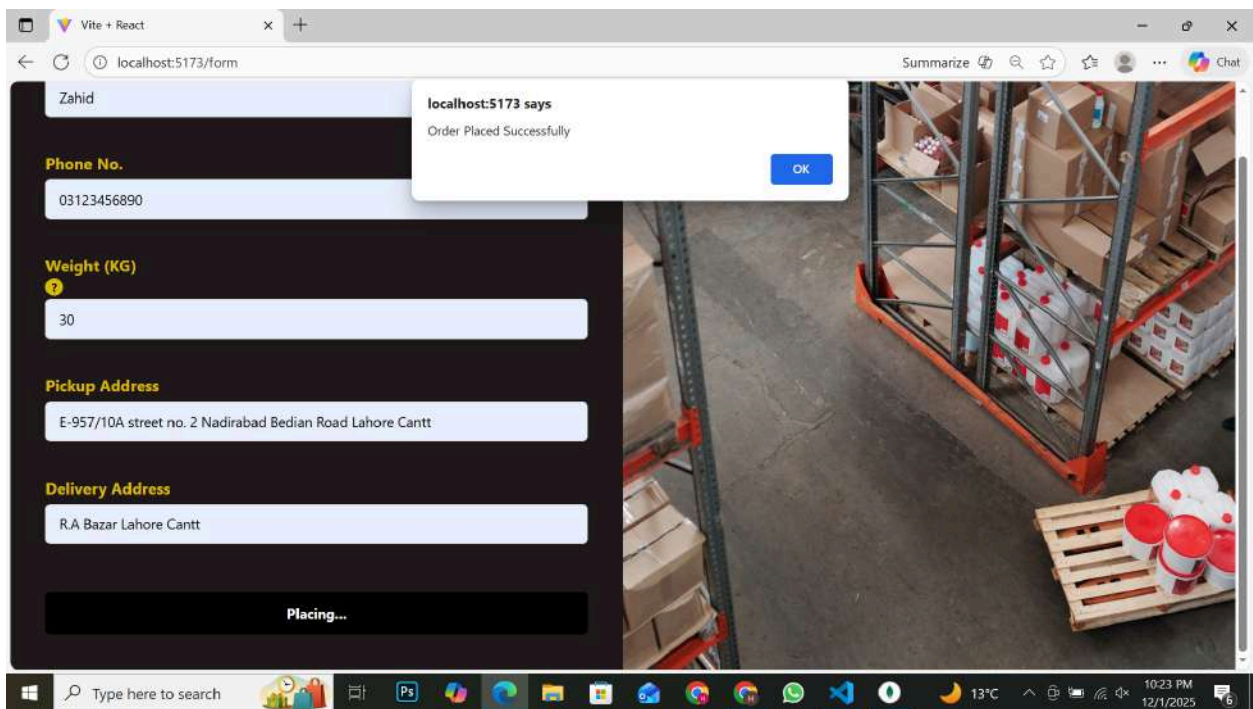 Vite + React
localhost:5173/form
Summarize
Chat
Zahid
localhost:5173 says
Order Placed Successfully
OK
Phone No.
03123456890
Weight (KG)
?
30
Pickup Address
E-957/10A street no. 2 Nadirabad Bedian Road Lahore Cantt
Delivery Address
R.A Bazar Lahore Cantt
Placing...
Type here to search
Ps
13°C
10:23 PM
12/1/2025
6